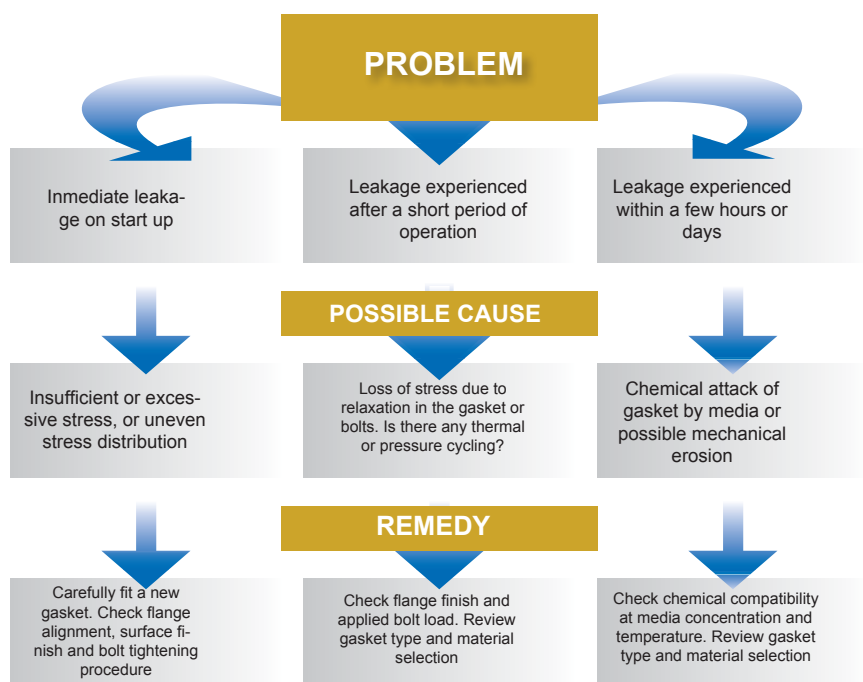 PROBLEM
Inmediate leaka-
ge on start up
Leakage experienced
after a short period of
operation
Leakage experienced
within a few hours or
days
POSSIBLE CAUSE
Insufficient or exces-
sive stress, or uneven
stress distribution
Loss of stress due to
relaxation in the gasket or
bolts. Is there any thermal
or pressure cycling?
Chemical attack of
gasket by media or
possible mechanical
erosion
REMEDY
Carefully fit a new
gasket. Check flange
alignment, surface fi-
nish and bolt tightening
procedure
Check flange finish and
applied bolt load. Review
gasket type and material
selection
Check chemical compatibility
at media concentration and
temperature. Review gasket
type and material selection